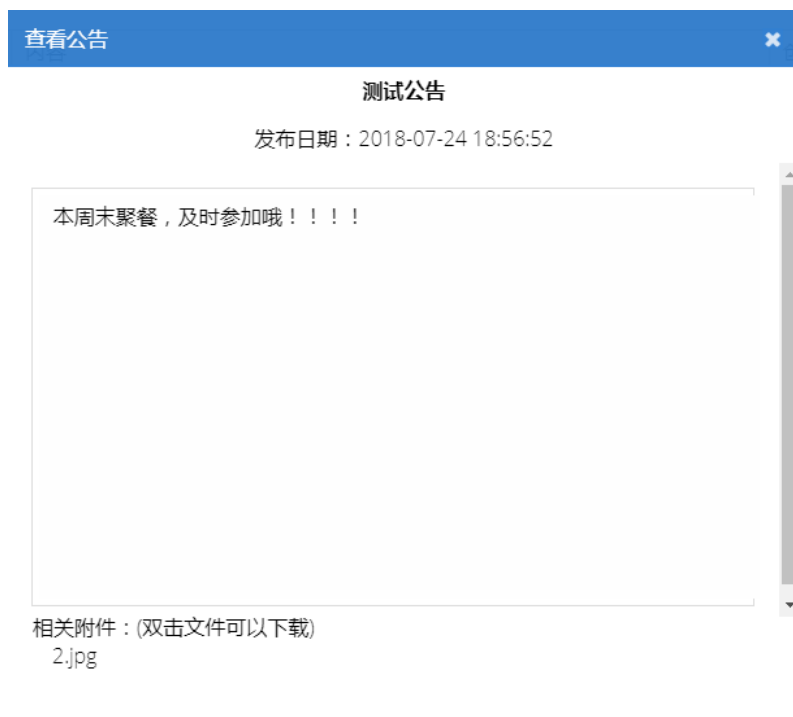 查看公告
测试公告
发布日期：2018-07-24 18:56:52
本周末聚餐，及时参加哦！！！！
相关附件：(双击文件可以下载)
2.jpg